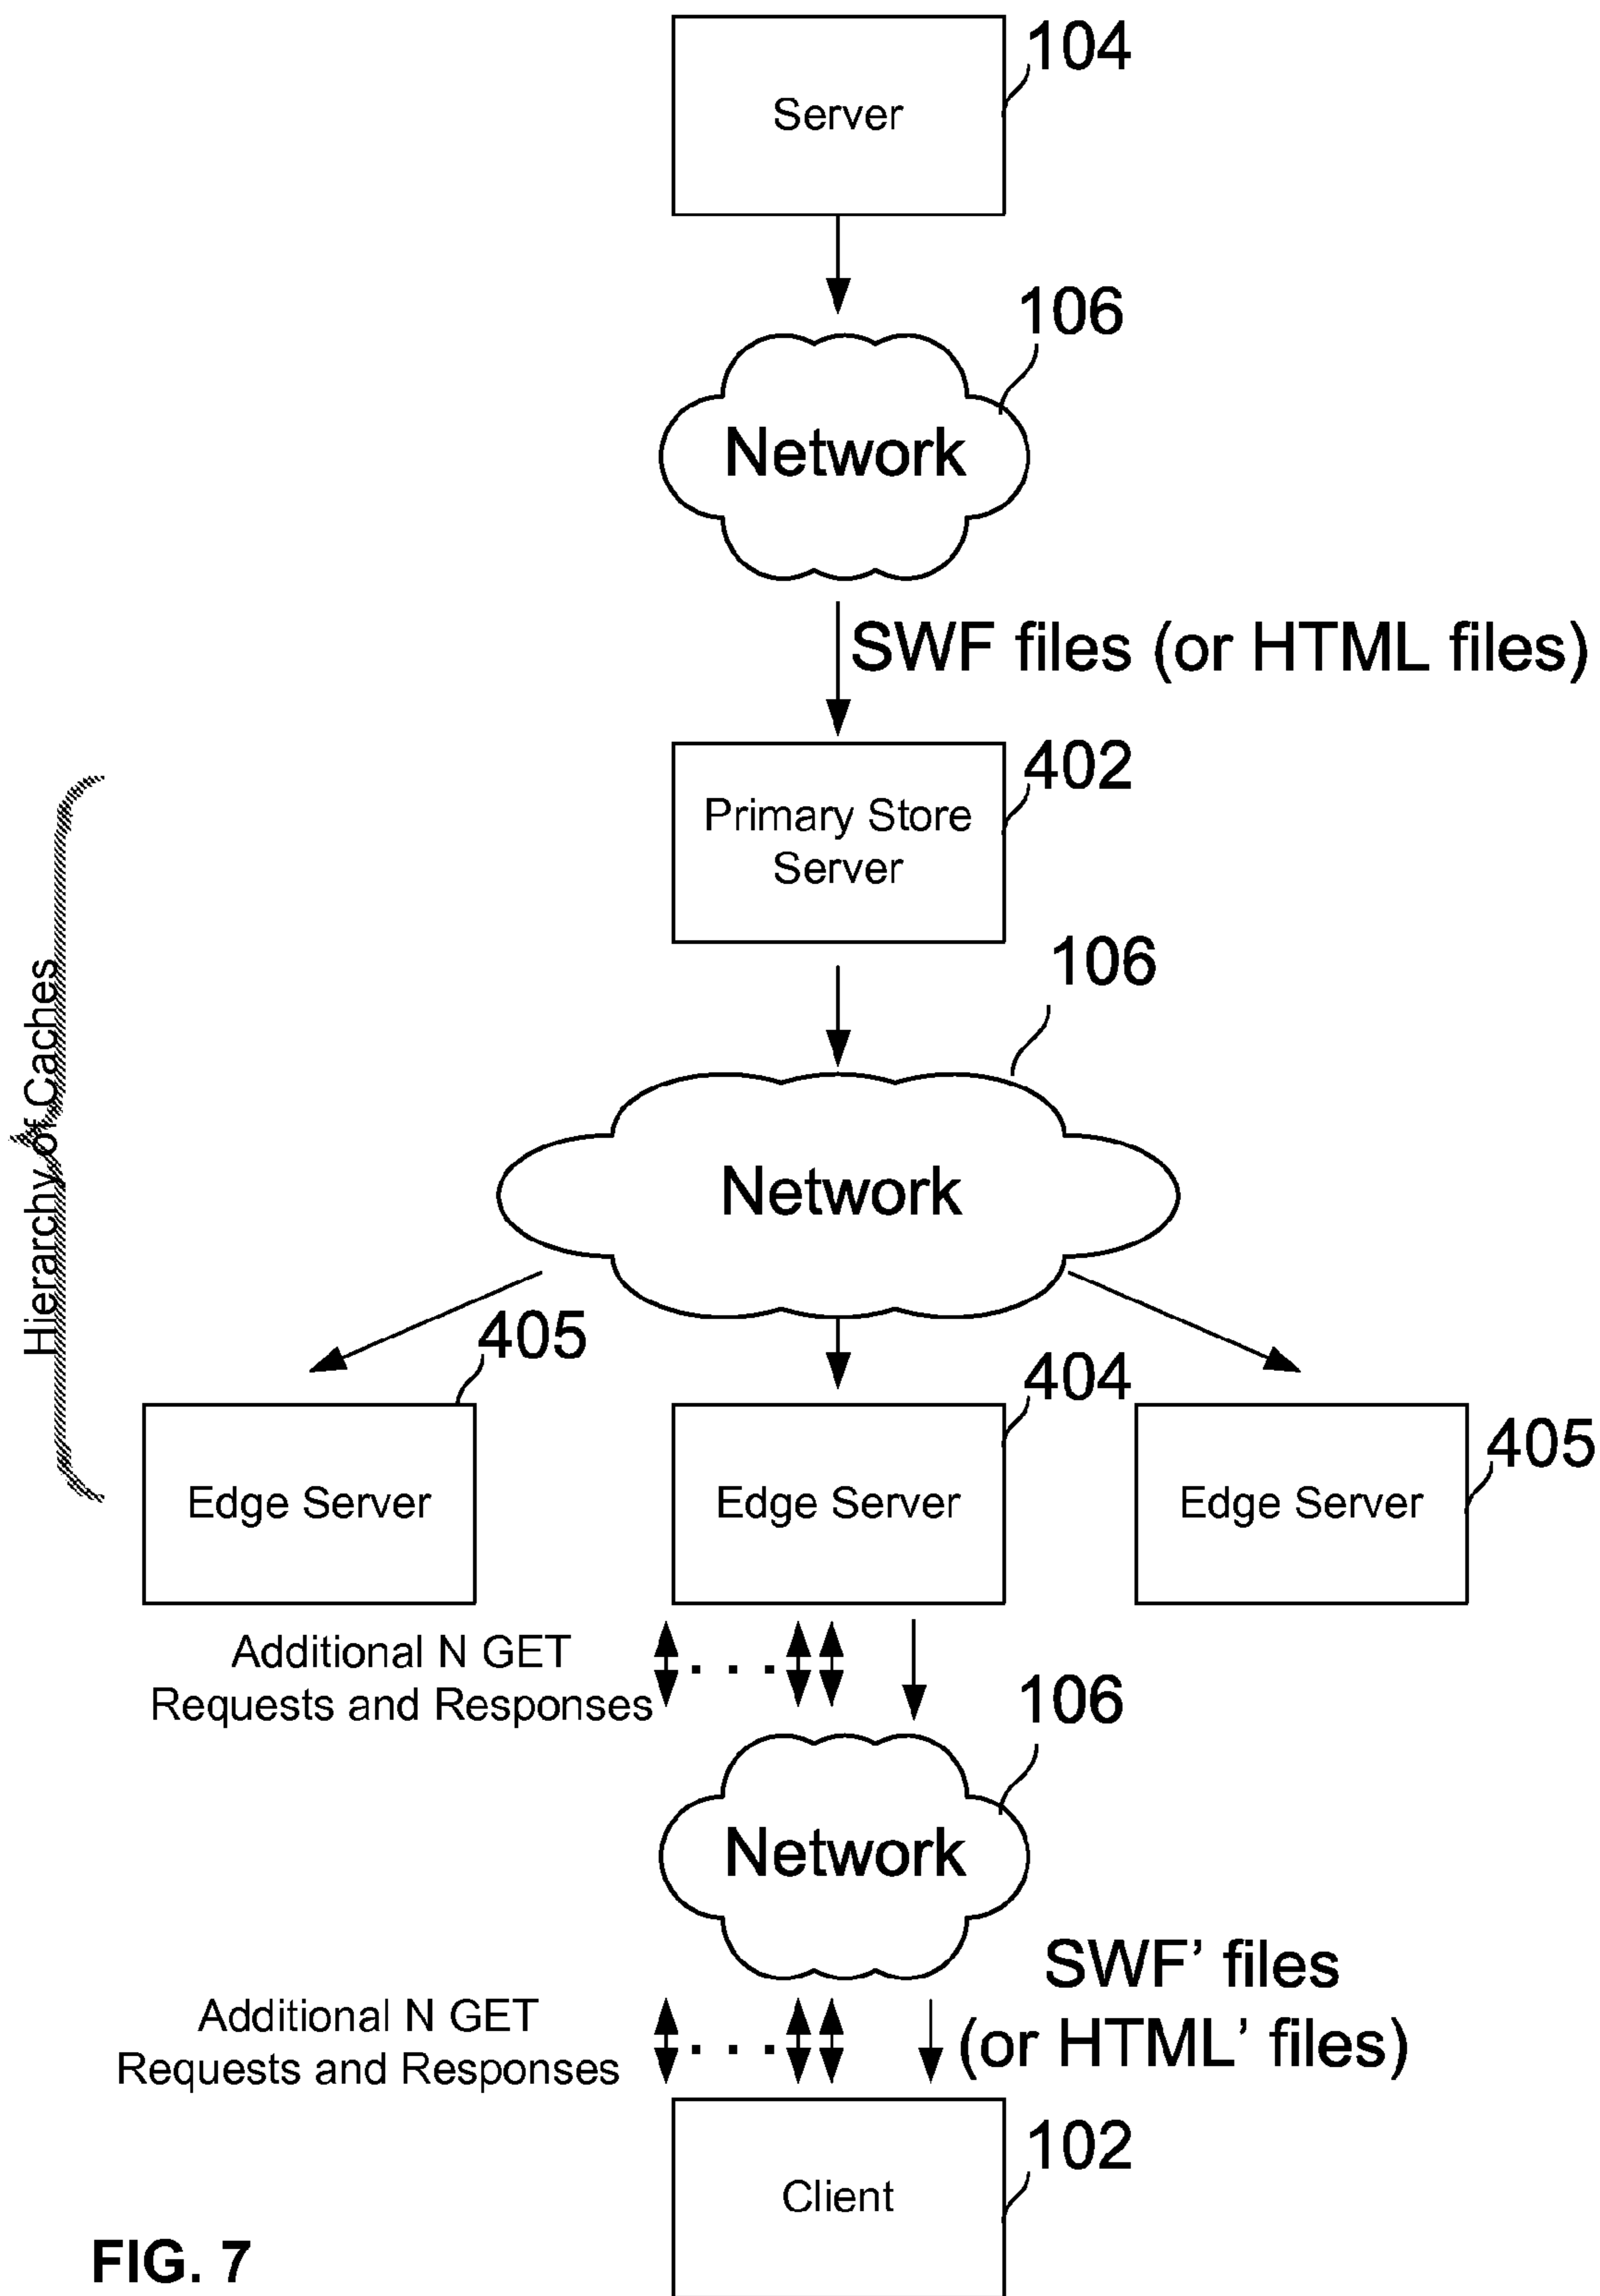 104
Server
106
Network
SWF files (or HTML files)
402
Primary Store
Server
106
Hierarchy of Caches
Network
405
404
405
Edge Server
Edge Server
Edge Server
Additional N GET
Requests and Responses
. . .
106
Network
SWF’ files
(or HTML’ files)
Additional N GET
Requests and Responses
. . .
102
Client
FIG. 7